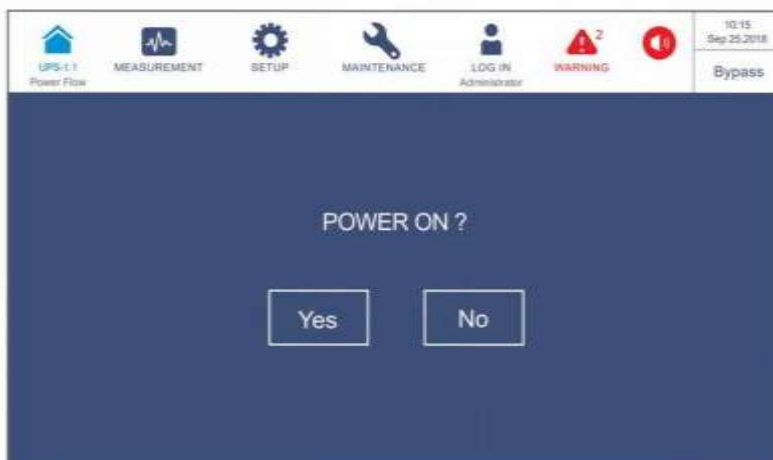 UPS-1.1
Power Flow
MEASUREMENT
SETUP
MAINTENANCE
LOG IN
Administrator
WARNING
2
10:15
Sep 25,2018
Bypass
POWER ON ?
Yes
No